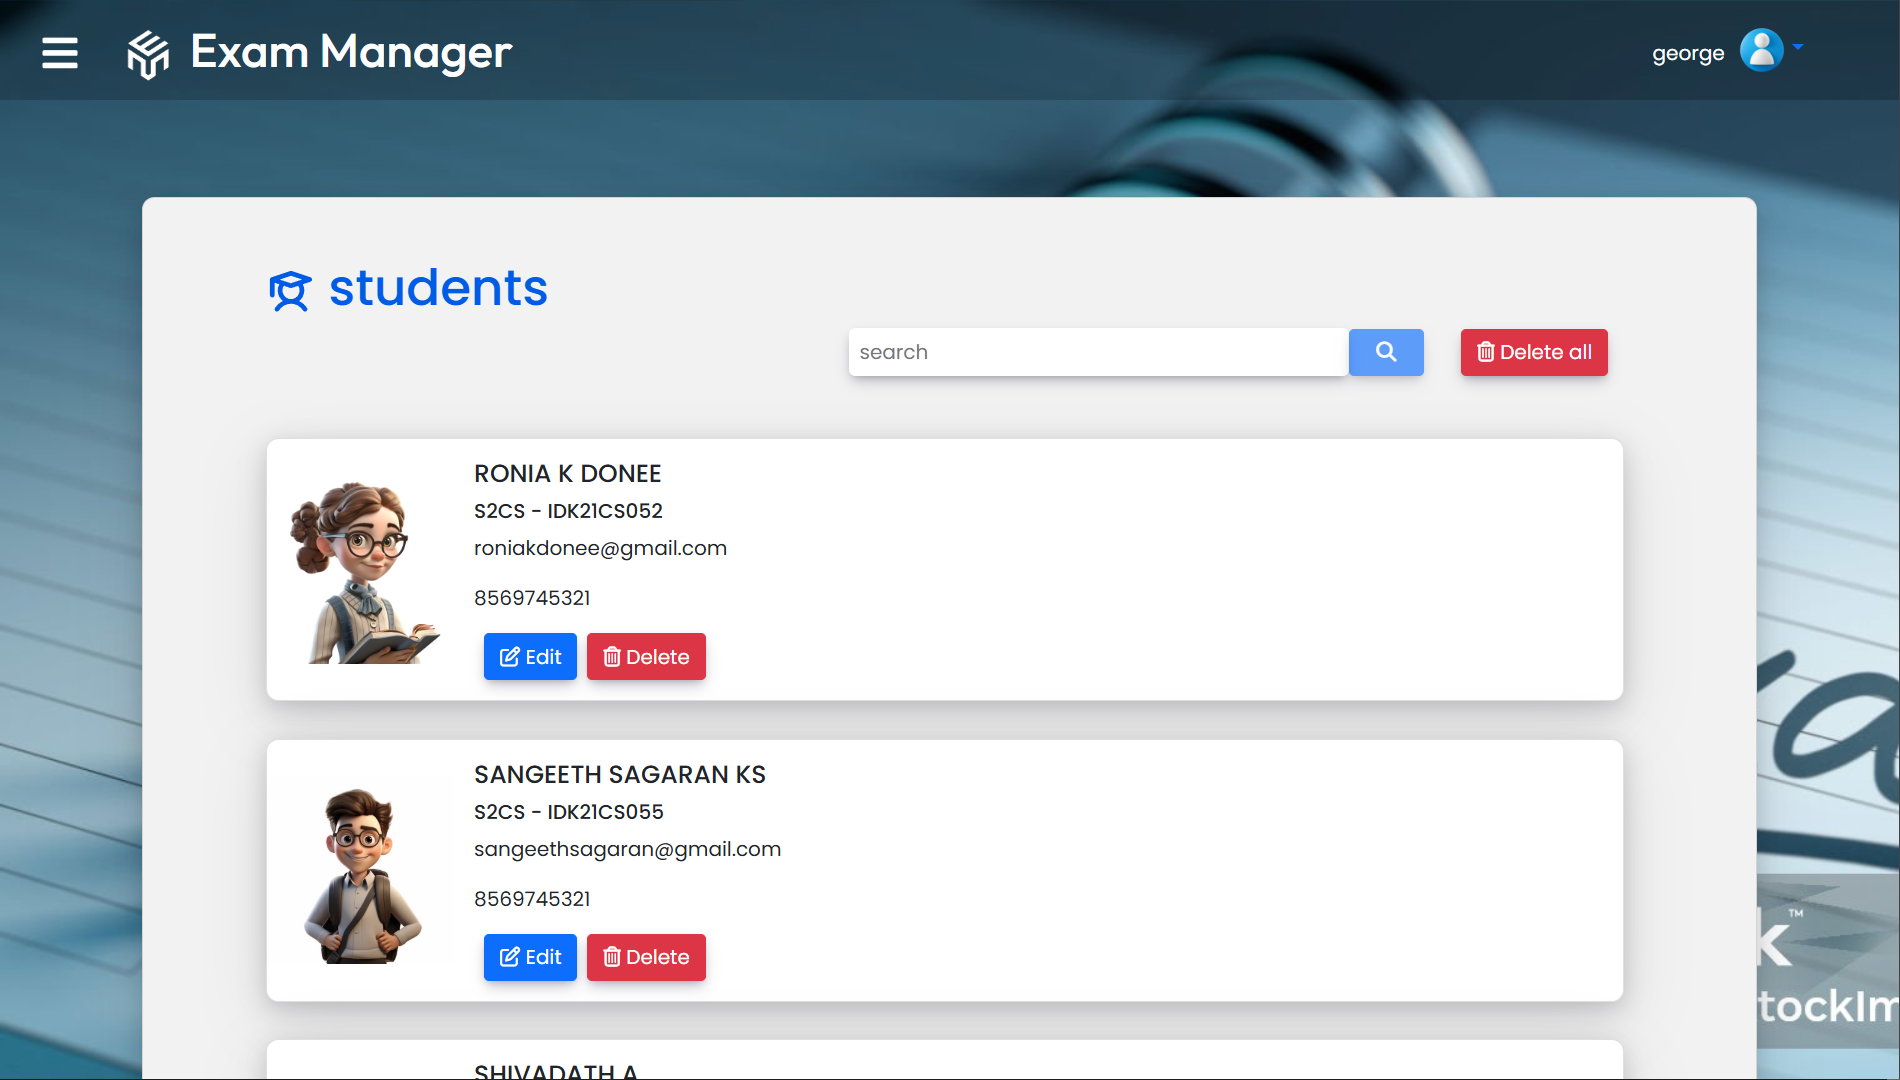 Exam Manager
george
students
search
Delete all
RONIA K DONEE
S2CS - IDK21CS052
roniakdonee@gmail.com
8569745321
Edit
Delete
SANGEETH SAGARAN KS
S2CS - IDK21CS055
sangeethsagaran@gmail.com
8569745321
Edit
Delete
k™
tockIm
SHIVADATH A